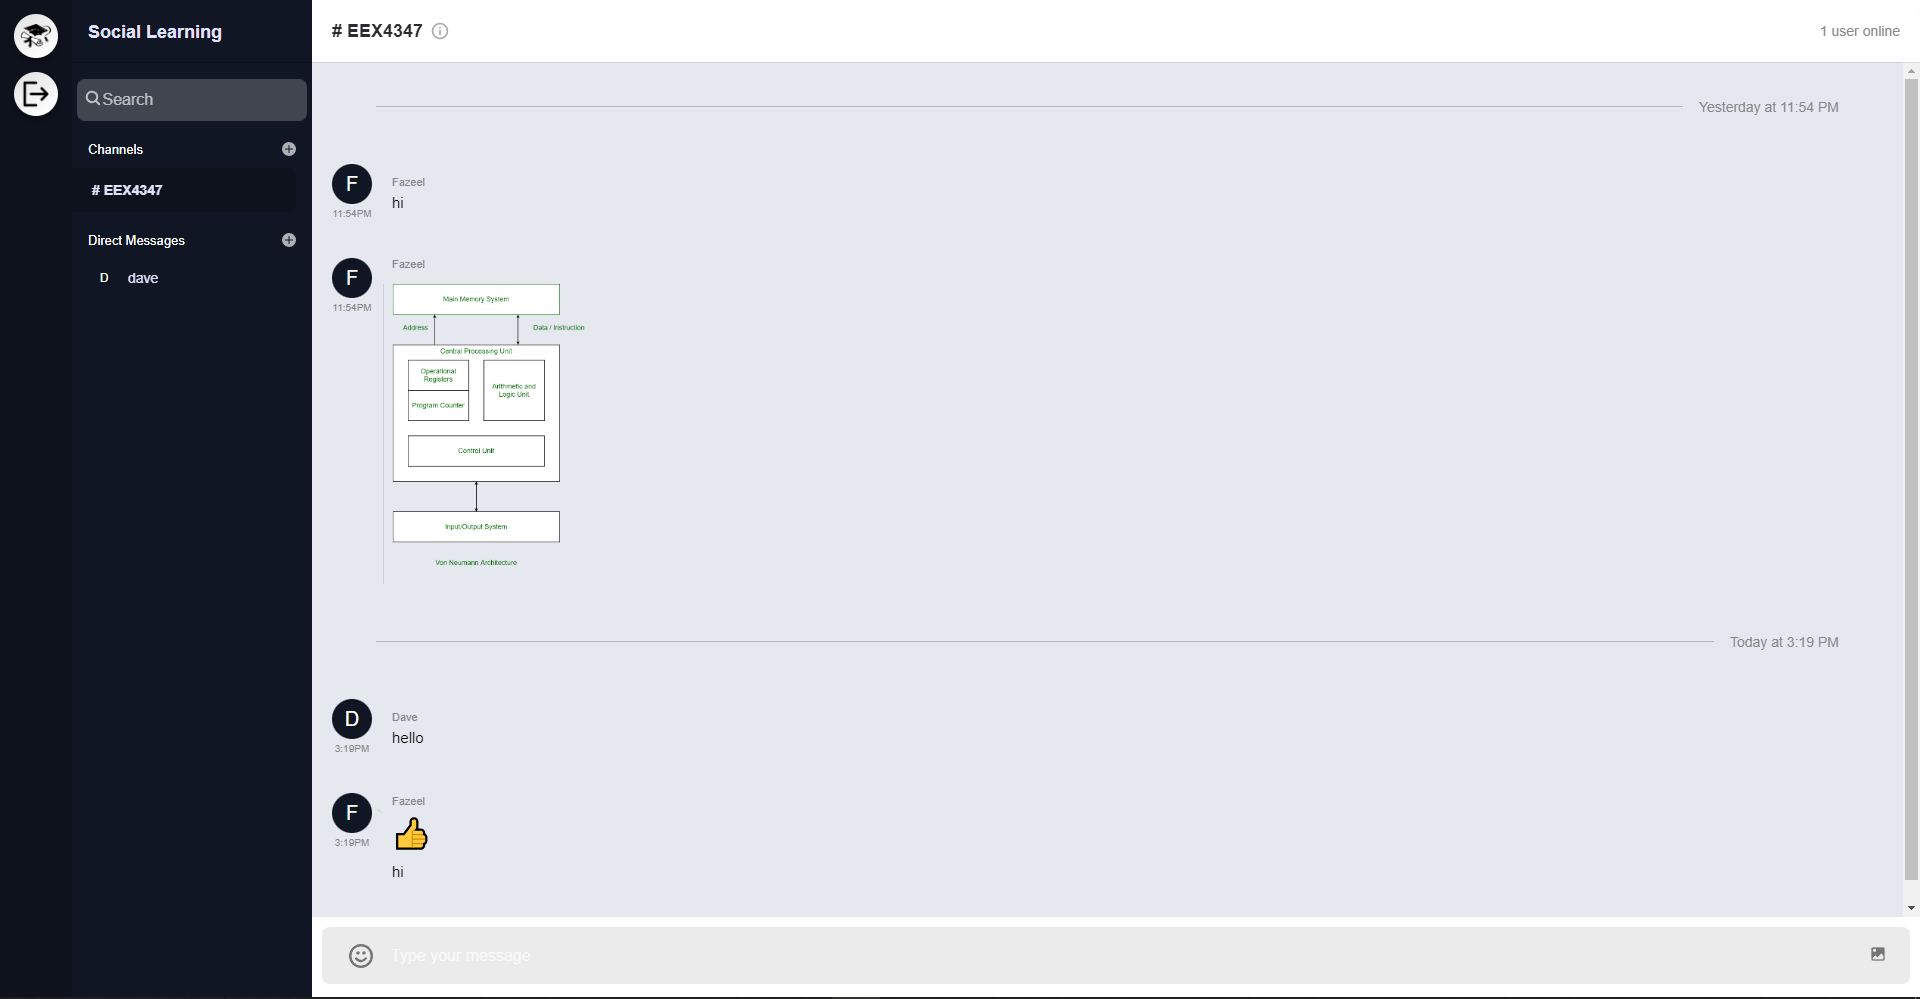 Social Learning
Search
Channels
# EEX4347
Direct Messages
D dave
# EEX4347
1 user online
Yesterday at 11:54 PM
F
Fazeel
11:54PM
hi
F
Fazeel
11:54PM
Main Memory System
Address
Data / Instruction
Central Processing Unit
Operational
Registers
Program Counter
Arithmetic and
Logic Unit
Control Unit
Input/Output System
Von Neumann Architecture
Today at 3:19 PM
D
Dave
3:19PM
hello
F
Fazeel
3:19PM
👍
hi
Type your message